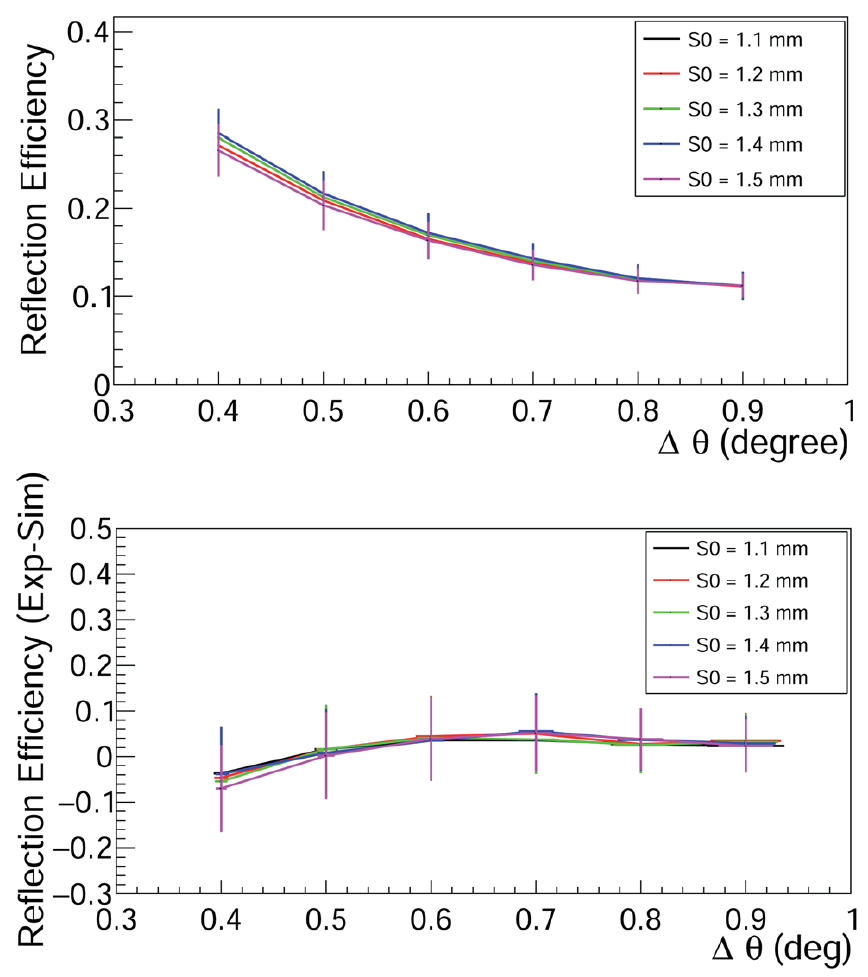 Reflection Efficiency
0.4
0.3
0.2
0.1
0
S0 = 1.1 mm
S0 = 1.2 mm
S0 = 1.3 mm
S0 = 1.4 mm
S0 = 1.5 mm
0.3 0.4 0.5 0.6 0.7 0.8 0.9 1
Δ θ (degree)
Reflection Efficiency (Exp-Sim)
0.5
0.4
0.3
0.2
0.1
0
−0.1
−0.2
−0.3
S0 = 1.1 mm
S0 = 1.2 mm
S0 = 1.3 mm
S0 = 1.4 mm
S0 = 1.5 mm
0.3 0.4 0.5 0.6 0.7 0.8 0.9 1
Δ θ (deg)